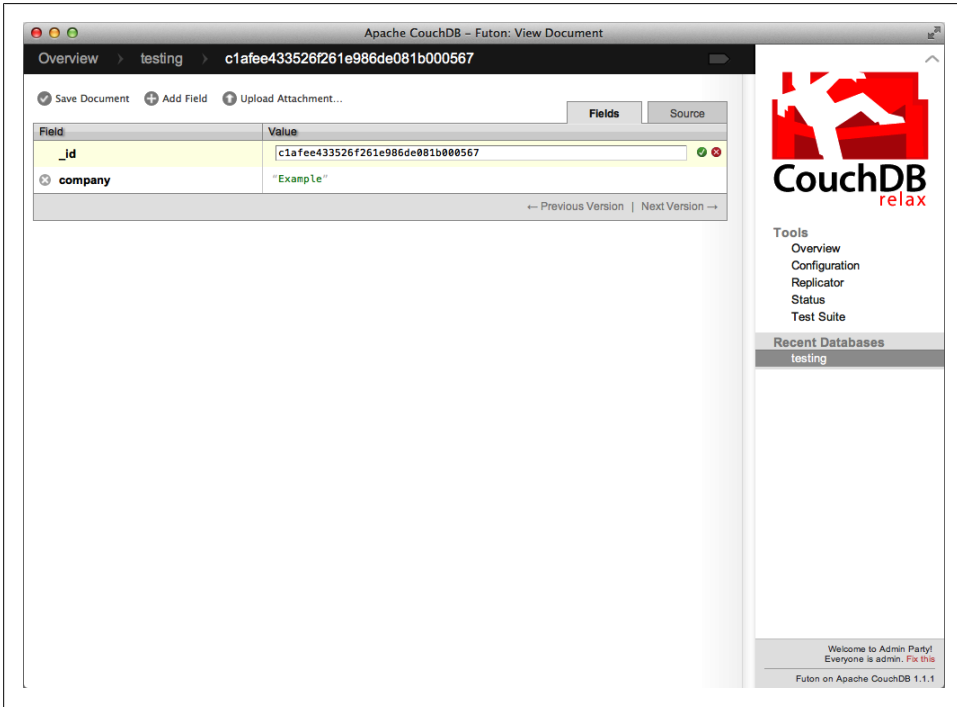 Apache CouchDB – Futon: View Document
Overview testing c1afee433526f261e986de081b000567
Save Document Add Field Upload Attachment...
Fields Source
Field Value
_id c1afee433526f261e986de081b000567
company "Example"
← Previous Version | Next Version →
CouchDB
relax
Tools
Overview
Configuration
Replicator
Status
Test Suite
Recent Databases
testing
Welcome to Admin Party!
Everyone is admin. Fix this
Futon on Apache CouchDB 1.1.1